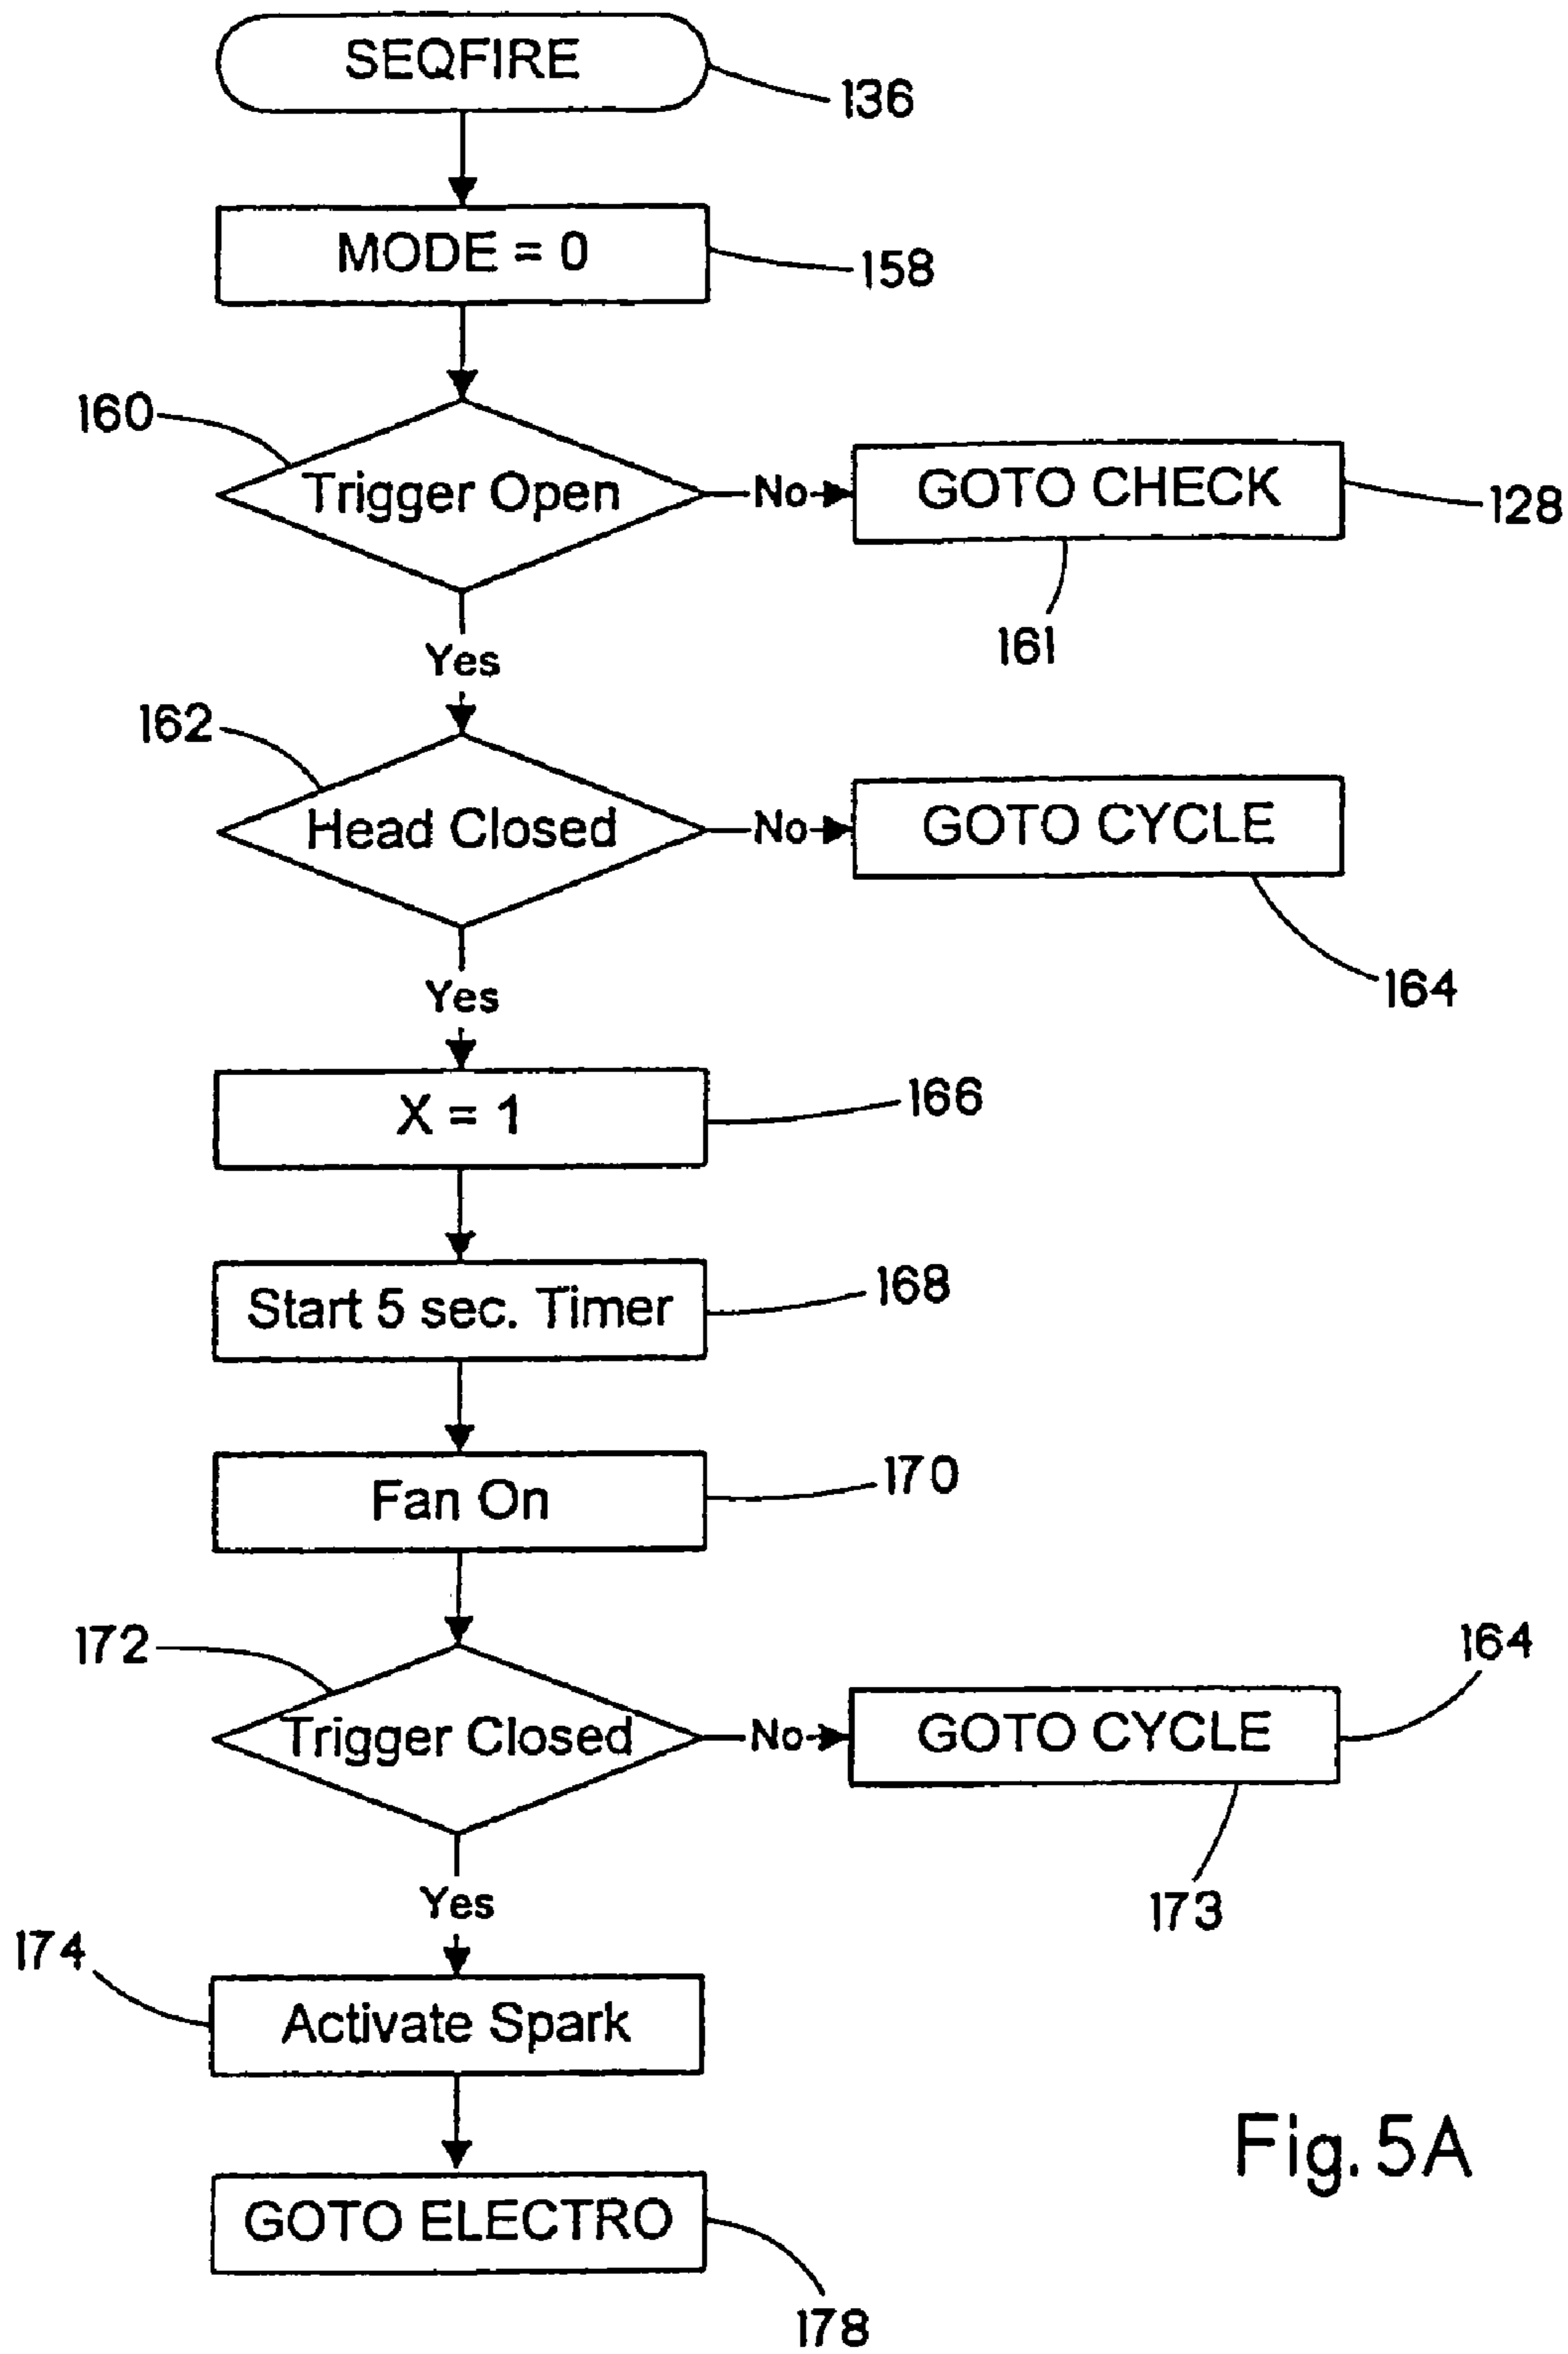 SEQFIRE
136
MODE = 0
158
160
Trigger Open
No
GOTO CHECK
128
161
Yes
162
Head Closed
No
GOTO CYCLE
164
Yes
X = 1
166
Start 5 sec. Timer
168
Fan On
170
172
Trigger Closed
No
GOTO CYCLE
164
173
Yes
174
Activate Spark
GOTO ELECTRO
178
Fig. 5A